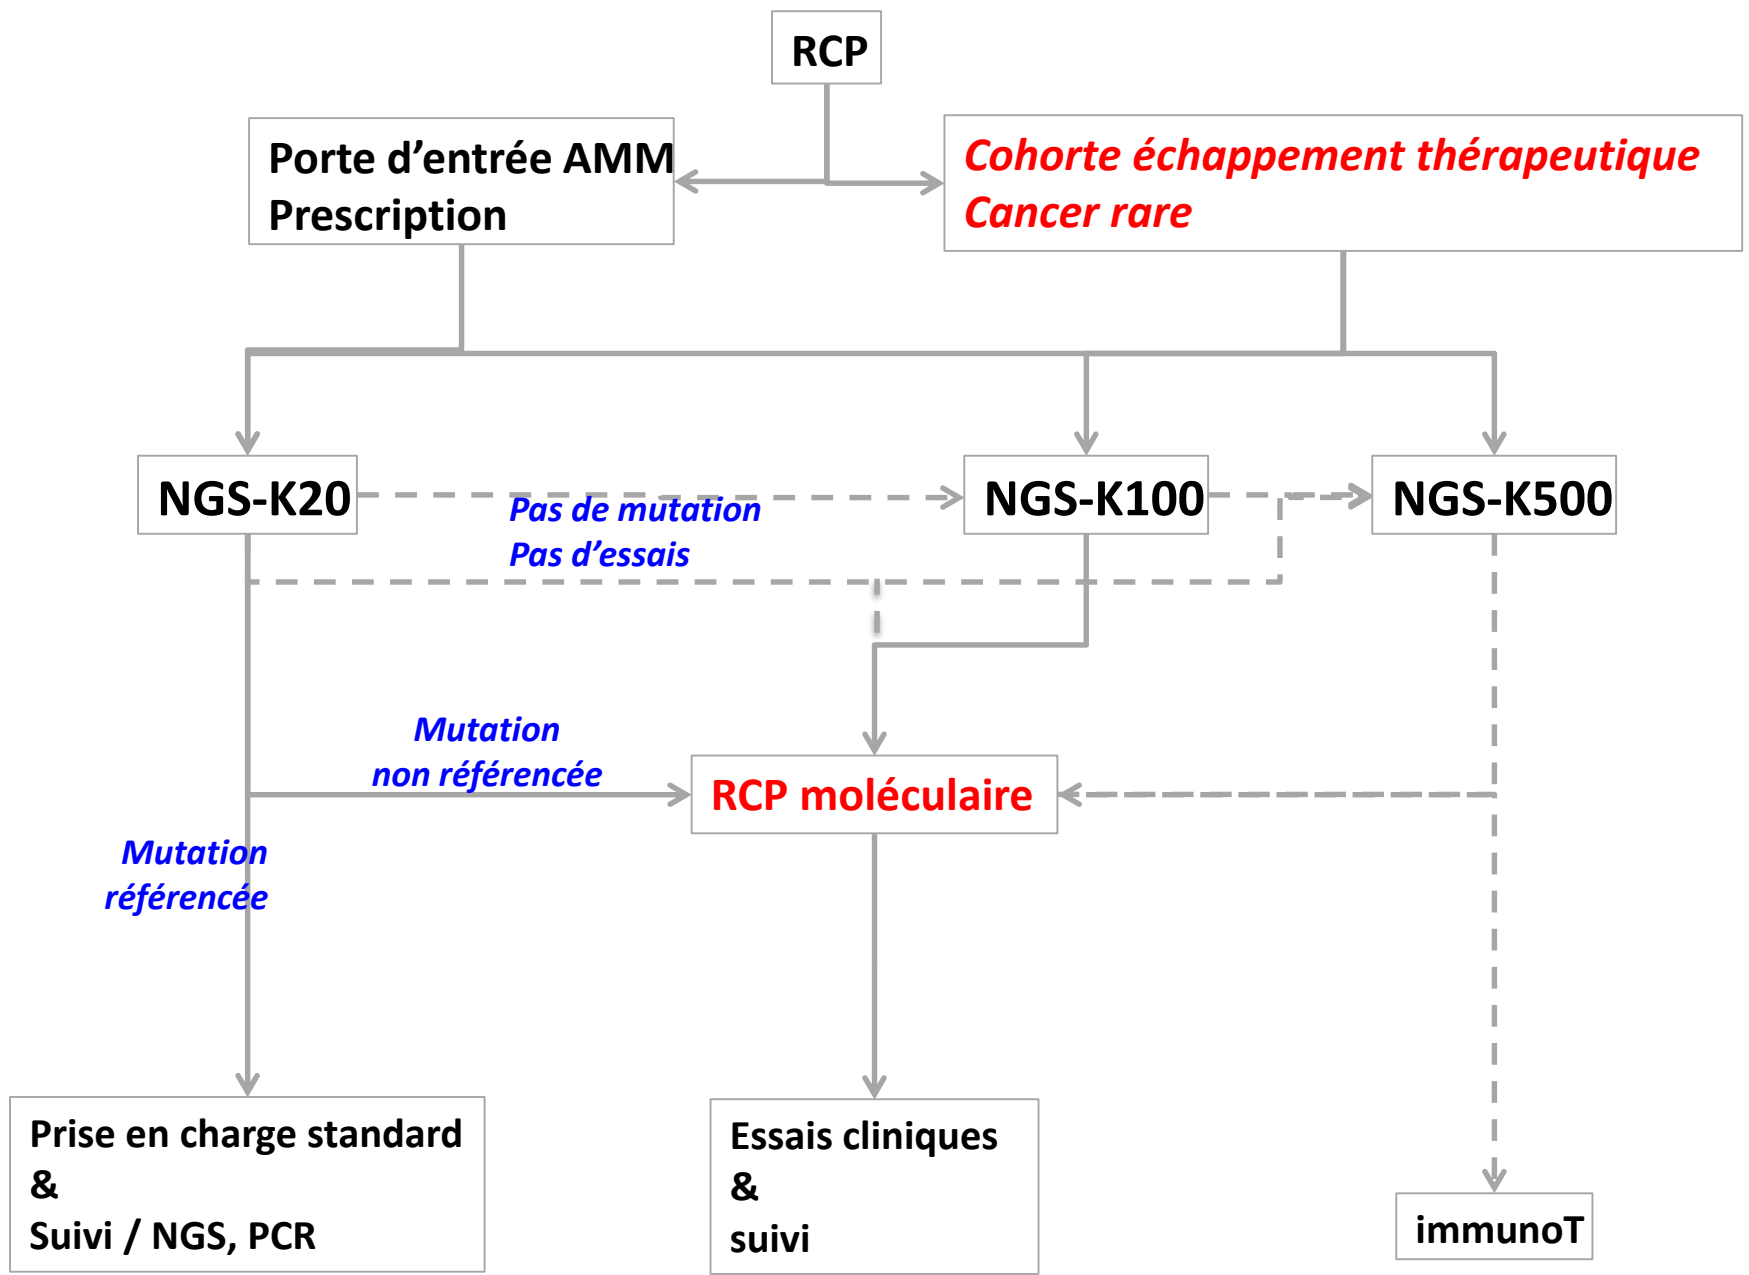 RCP
Porte d'entrée AMM
Prescription
Cohorte échappement thérapeutique
Cancer rare
NGS-K20
NGS-K100
NGS-K500
Pas de mutation
Pas d'essais
Mutation
non référencée
RCP moléculaire
Mutation
référencée
Prise en charge standard
&
Suivi / NGS, PCR
Essais cliniques
&
suivi
immunoT